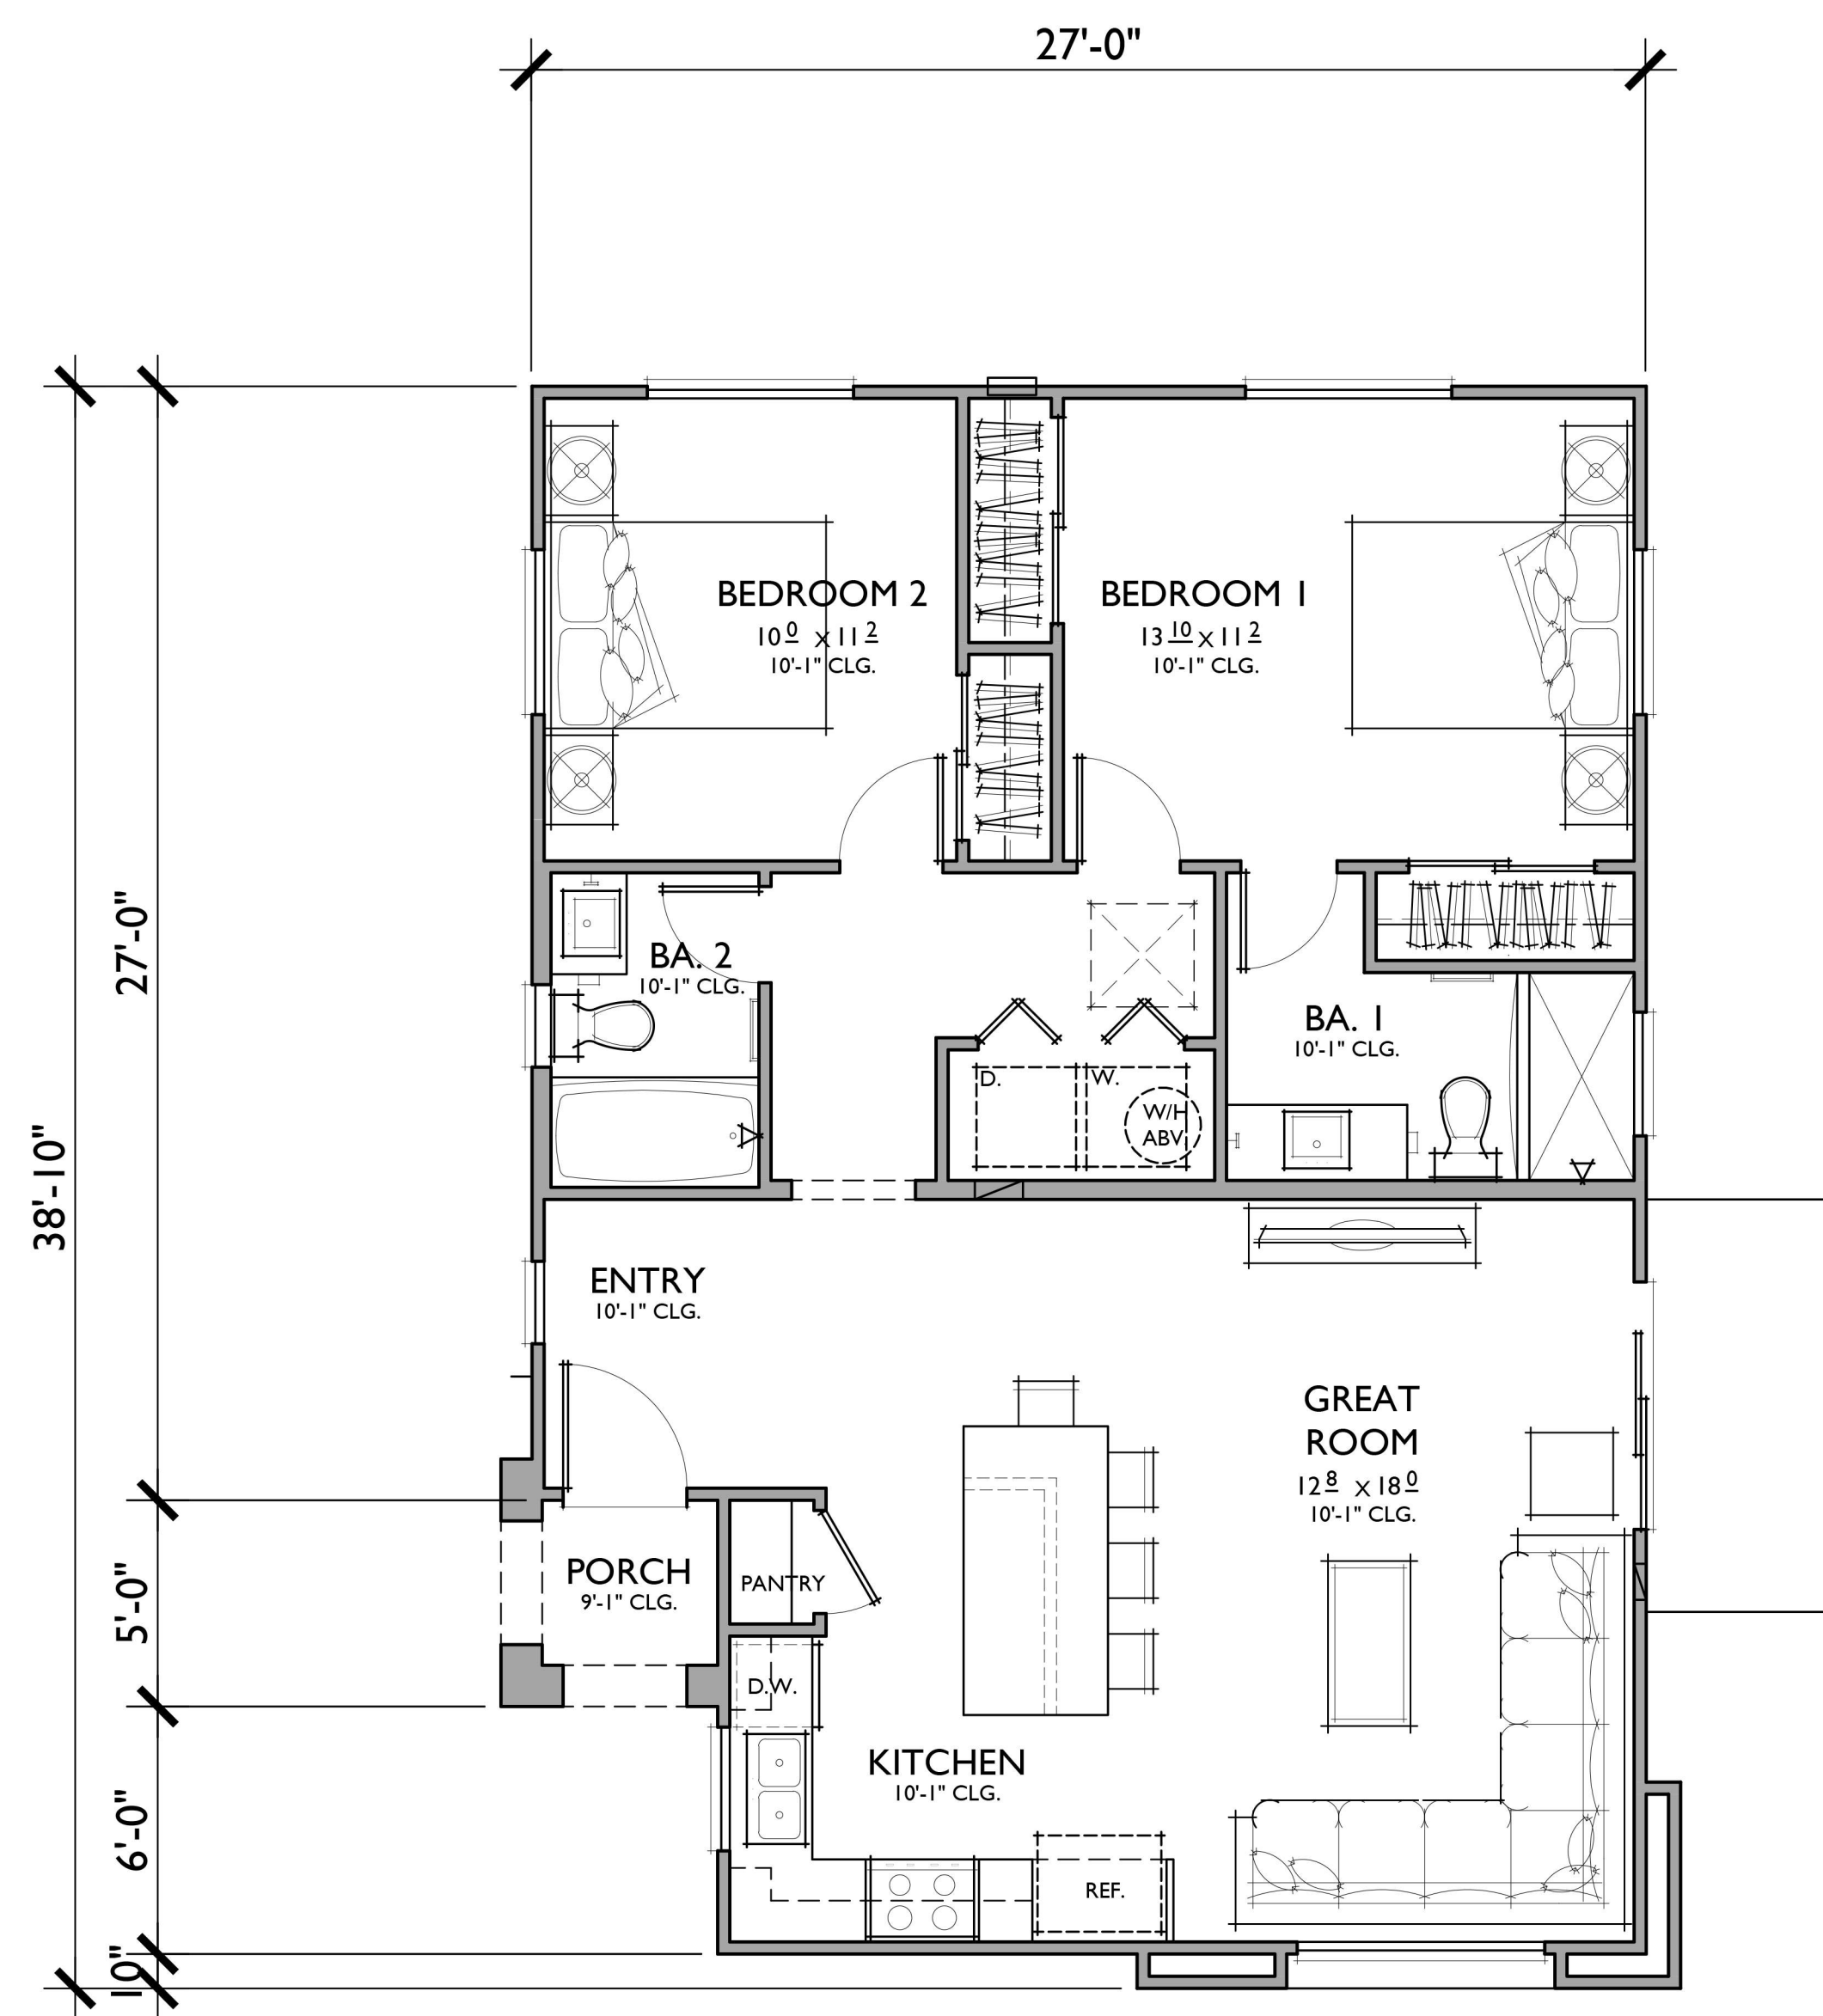 27'-0"
BEDROOM 2
10 0 x 11 2
10'-1" CLG.
BEDROOM 1
13 10 x 11 2
10'-1" CLG.
27'-0"
38'-10"
BA. 2
10'-1" CLG.
BA. 1
10'-1" CLG.
D.
W.
W/H
ABV
ENTRY
10'-1" CLG.
GREAT
ROOM
12 8 x 18 0
10'-1" CLG.
5'-0"
PORCH
9'-1" CLG.
PANTRY
D.W.
6'-0"
KITCHEN
10'-1" CLG.
REF.
10"